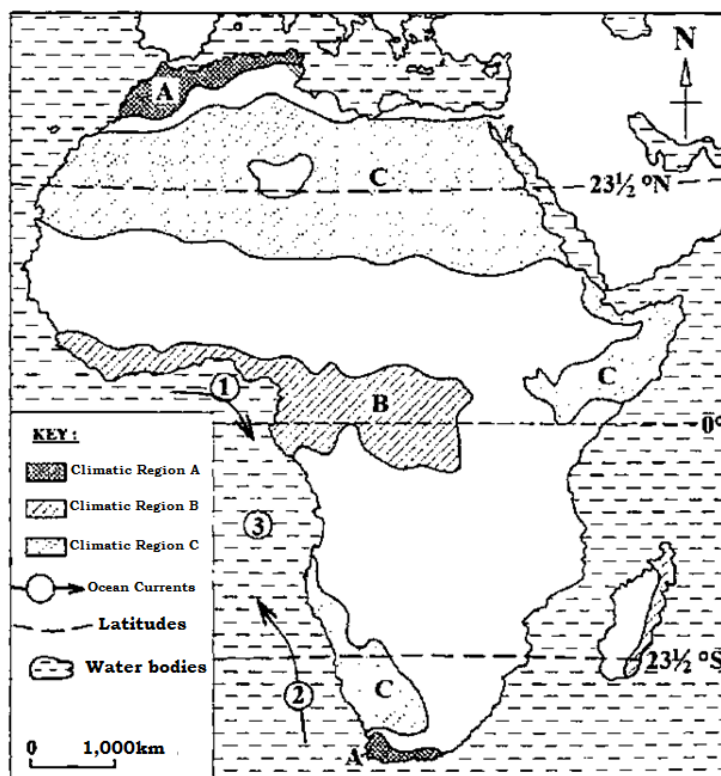 N
A
C
23½ °N
C
1
B
0°
KEY :
Climatic Region A
Climatic Region B
Climatic Region C
Ocean Currents
Latitudes
Water bodies
3
2
C
23½ °S
A
0 1,000km